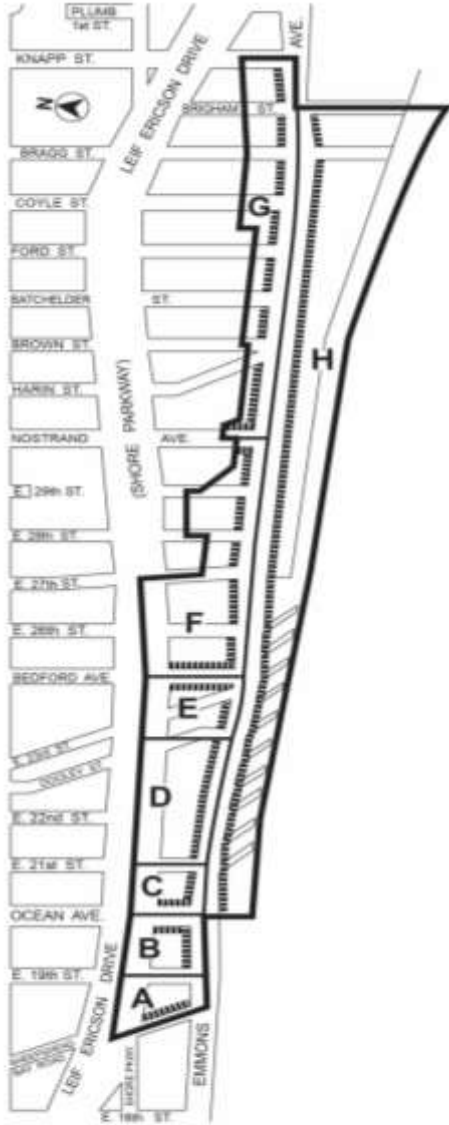 PLUMB
1st ST.
KNAPP ST.
AVE.
N
LEIF ERICSON DRIVE
BRIGHAM ST.
BRAGG ST.
COYLE ST.
G
FORD ST.
BATCHELDER ST.
BROWN ST.
H
(SHORE PARKWAY)
HARIN ST.
NOSTRAND AVE.
E. 29th ST.
E. 28th ST.
E. 27th ST.
E. 26th ST.
F
BEDFORD AVE.
E
E. 23rd ST.
DOOLEY ST.
D
E. 22nd ST.
E. 21st ST.
C
OCEAN AVE.
B
E. 19th ST.
A
LEIF ERICSON DRIVE
EMMONS
SHORE PKWY
E. 18th ST.